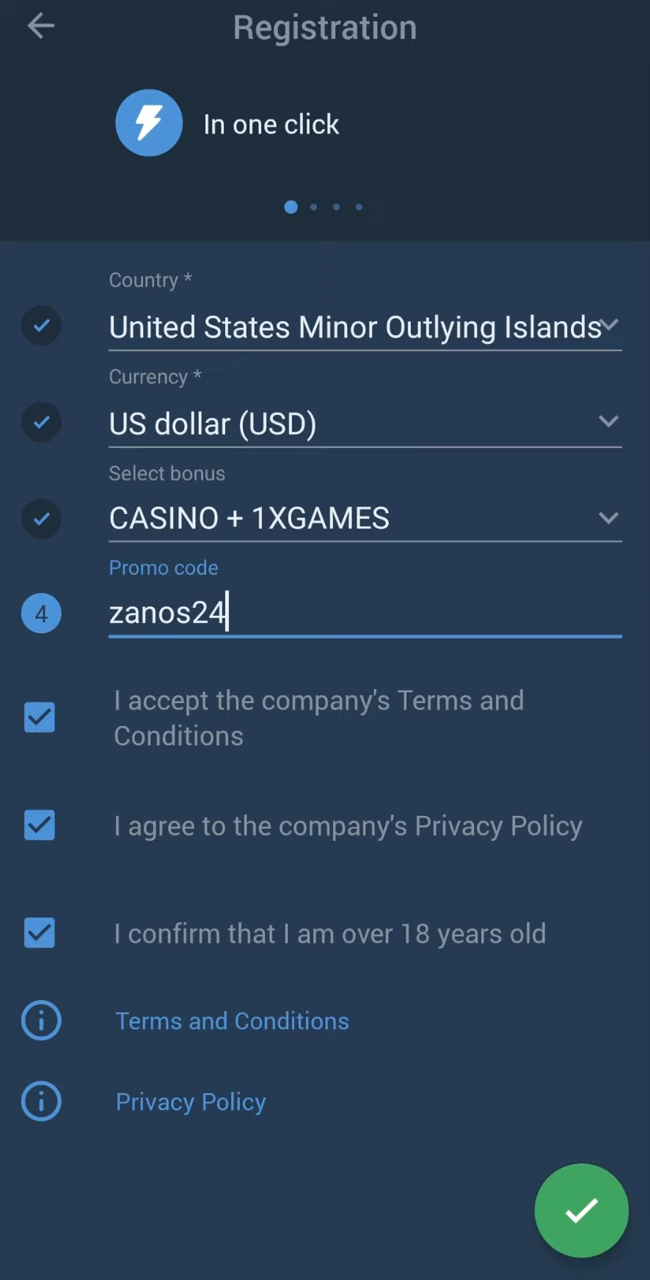 Registration
In one click
Country *
United States Minor Outlying Islands
Currency *
US dollar (USD)
Select bonus
CASINO + 1XGAMES
Promo code
4
zanos24
I accept the company's Terms and
Conditions
I agree to the company's Privacy Policy
I confirm that I am over 18 years old
Terms and Conditions
Privacy Policy